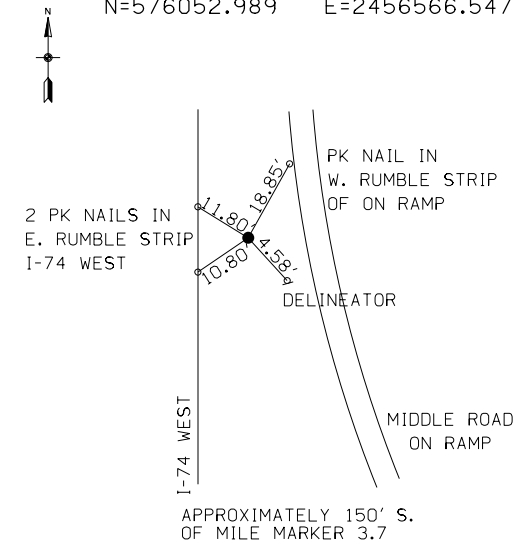 N=576052.989 E=2456566.547
N
PK NAIL IN
W. RUMBLE STRIP
OF ON RAMP
18.85'
11.80'
2 PK NAILS IN
E. RUMBLE STRIP
I-74 WEST
10.80'
4.58'
DELINEATOR
I-74 WEST
MIDDLE ROAD
ON RAMP
APPROXIMATELY 150' S.
OF MILE MARKER 3.7